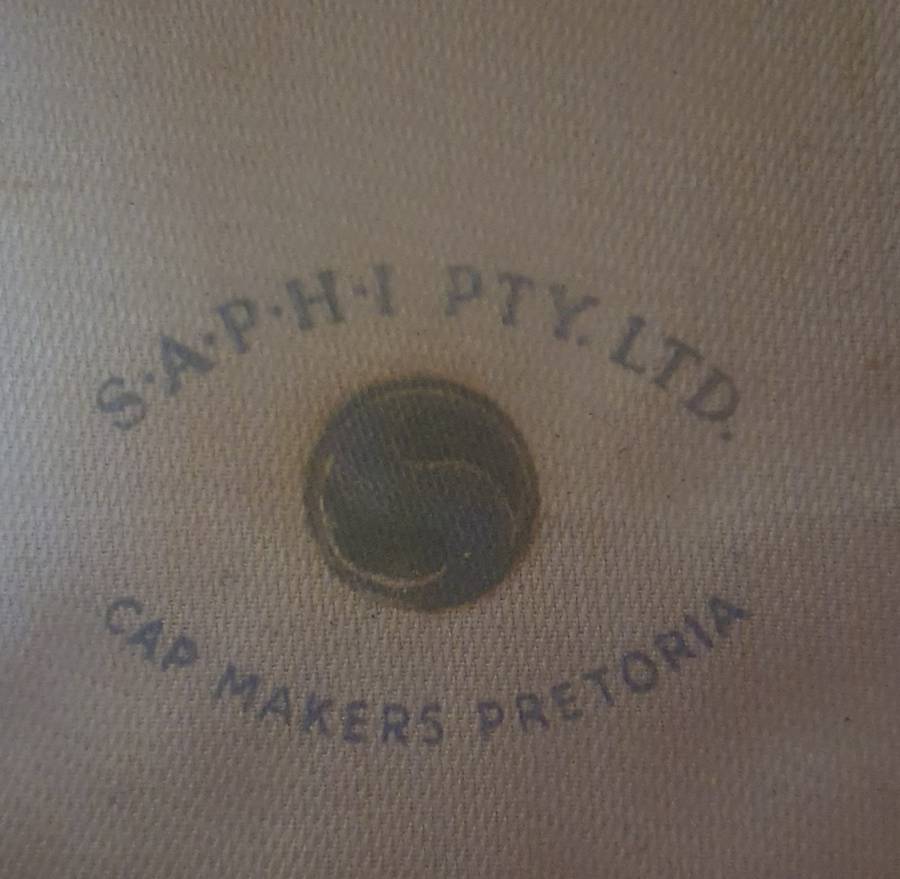 S·A·P·H·I PTY. LTD.
CAP MAKERS PRETORIA